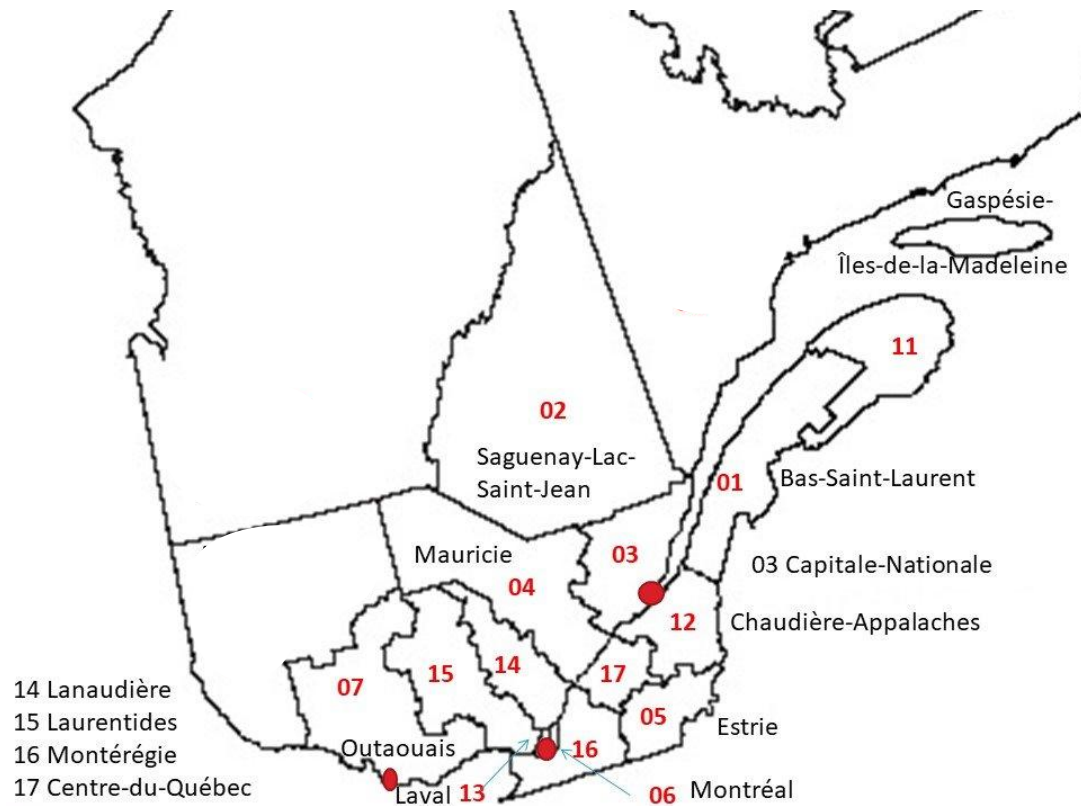 Gaspésie-
Îles-de-la-Madeleine
11
02
Saguenay-Lac-
Saint-Jean
01 Bas-Saint-Laurent
Mauricie
03
03 Capitale-Nationale
04
12 Chaudière-Appalaches
14
15
17
07
05 Estrie
14 Lanaudière
15 Laurentides
16 Montérégie
17 Centre-du-Québec
Outaouais
16
Laval 13
06 Montréal